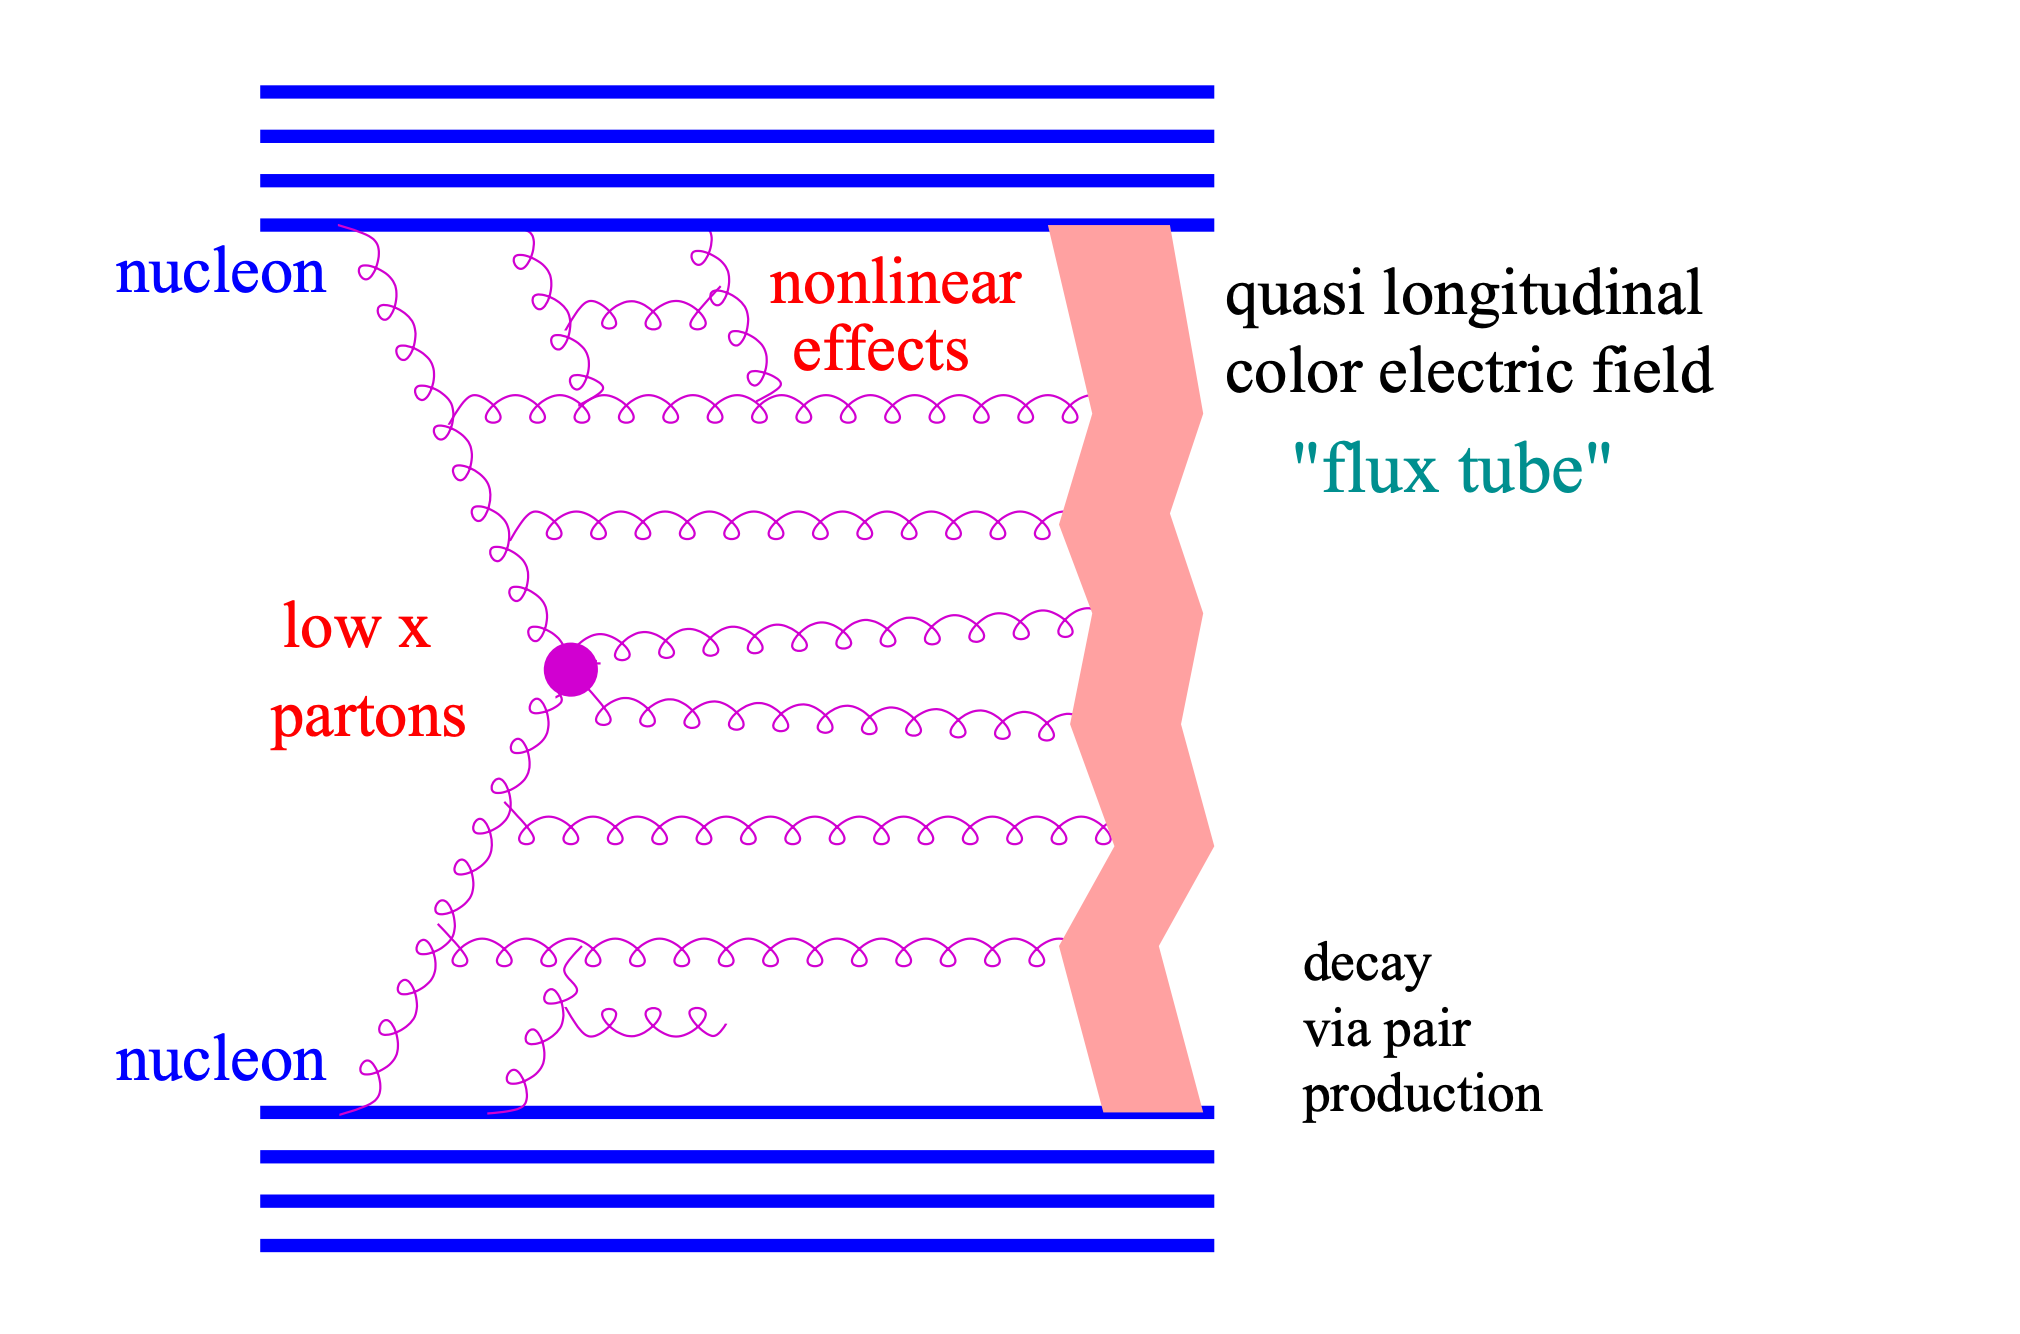 nucleon
nonlinear
effects
quasi longitudinal
color electric field
"flux tube"
low x
partons
decay
via pair
production
nucleon